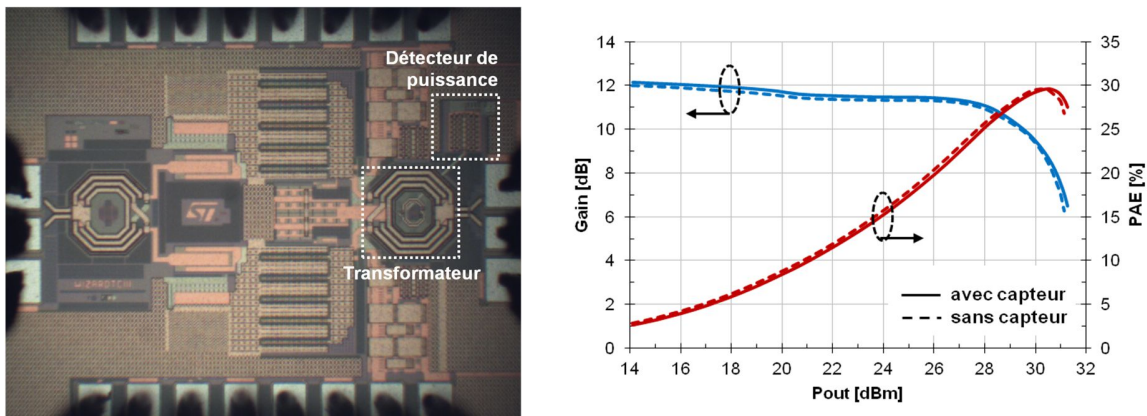 Détecteur de
puissance
ST
Transformateur
Gain [dB]
14
12
10
8
6
4
2
0
PAE [%]
35
30
25
20
15
10
5
0
avec capteur
sans capteur
14 16 18 20 22 24 26 28 30 32
Pout [dBm]